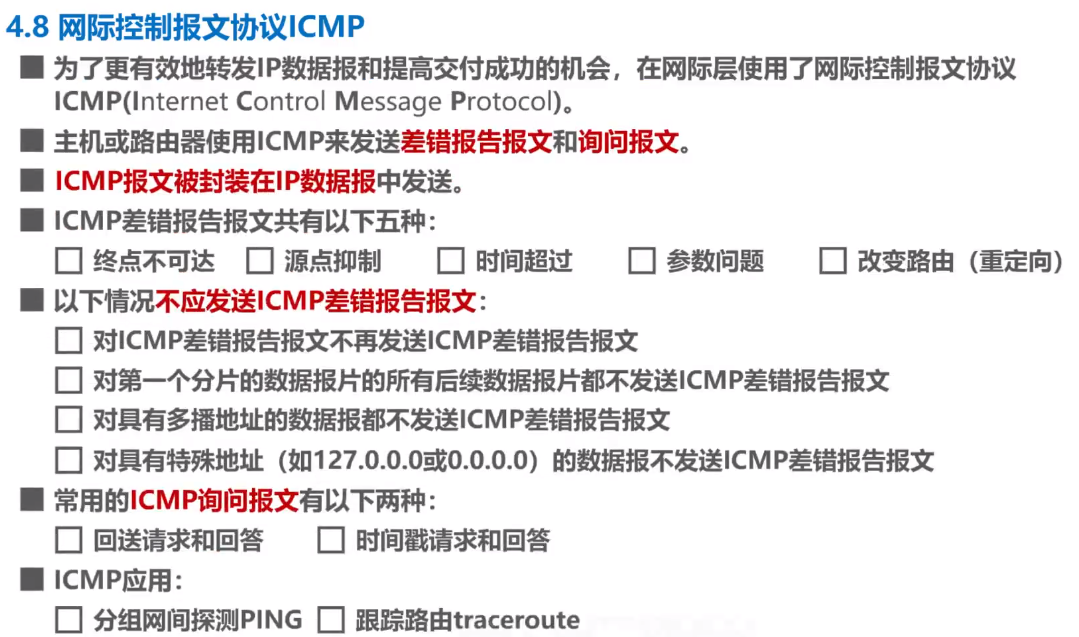 4.8 网际控制报文协议ICMP
为了更有效地转发IP数据报和提高交付成功的机会，在网际层使用了网际控制报文协议
ICMP(Internet Control Message Protocol)。
主机或路由器使用ICMP来发送差错报告报文和询问报文。
ICMP报文被封装在IP数据报中发送。
ICMP差错报告报文共有以下五种：
终点不可达 源点抑制 时间超过 参数问题 改变路由（重定向）
以下情况不应发送ICMP差错报告报文：
对ICMP差错报告报文不再发送ICMP差错报告报文
对第一个分片的数据报片的所有后续数据报片都不发送ICMP差错报告报文
对具有多播地址的数据报都不发送ICMP差错报告报文
对具有特殊地址（如127.0.0.0或0.0.0.0）的数据报不发送ICMP差错报告报文
常用的ICMP询问报文有以下两种：
回送请求和回答 时间戳请求和回答
ICMP应用：
分组网间探测PING 跟踪路由traceroute